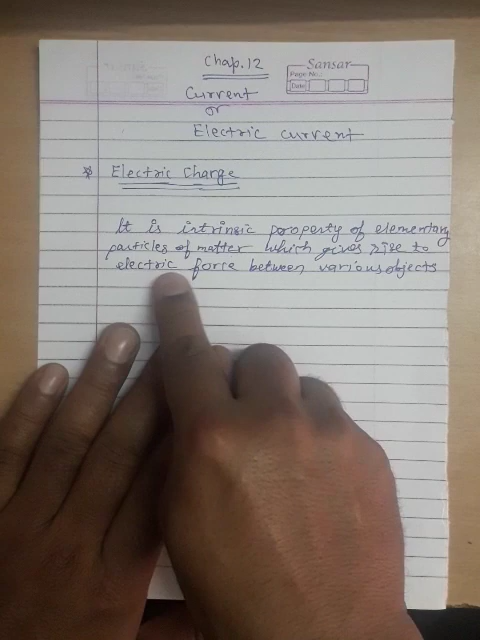 Chap.12
Sansar
Page No.:
Date
Current
or
Electric current
* Electric Charge
It is intrinsic poroperty of elementary
particles of matter which gives rise to
electric force between various objects